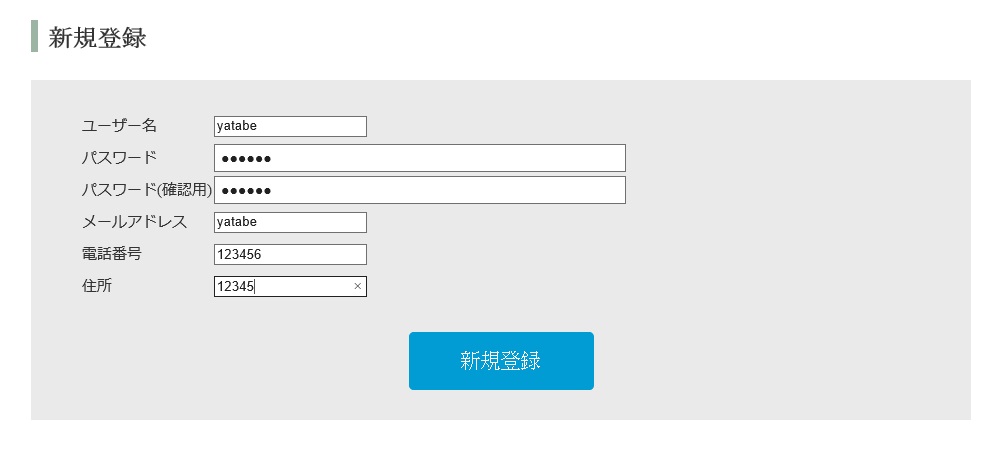 新規登録
ユーザー名 yatabe
パスワード ●●●●●●
パスワード(確認用) ●●●●●●
メールアドレス yatabe
電話番号 123456
住所 12345 ×
新規登録